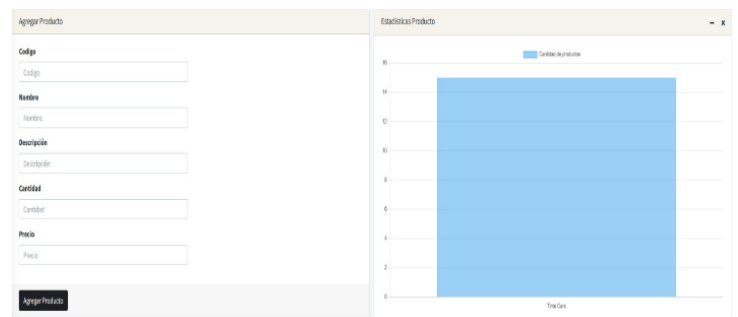 Agregar Producto
Codigo
Codigo
Nombre
Nombre
Descripción
Descripción
Cantidad
Cantidad
Precio
Precio
Agregar Producto
Estadísticas Producto
− x
Cantidad de productos
16
14
12
10
8
6
4
2
0
Tinta Cars